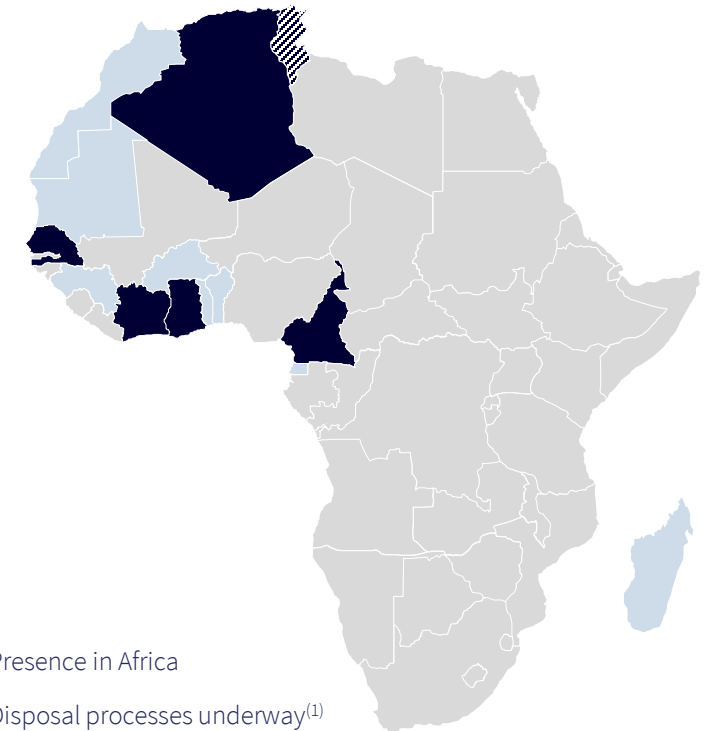 Presence in Africa
Disposal processes underway(1)